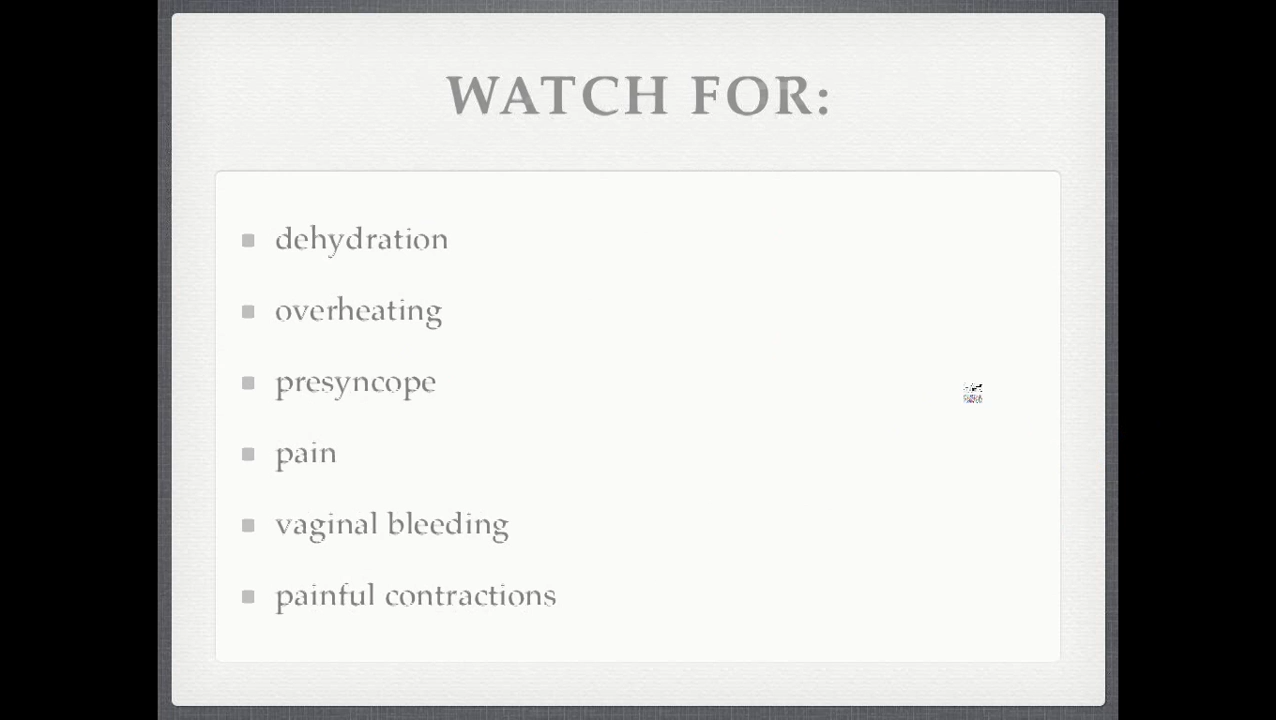 WATCH FOR:
dehydration
overheating
presyncope
pain
vaginal bleeding
painful contractions